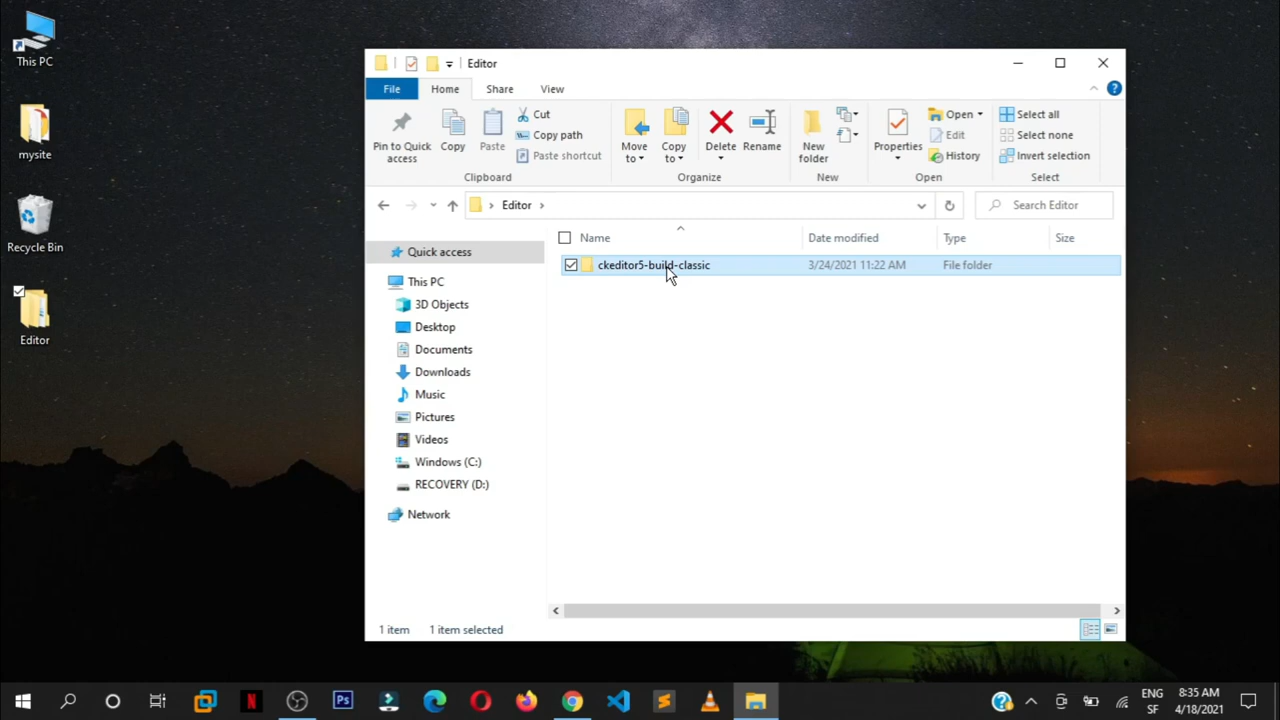 This PC
mysite
Recycle Bin
Editor
Editor
File
Home
Share
View
Pin to Quick access
Copy
Paste
Cut
Copy path
Paste shortcut
Clipboard
Move to
Copy to
Delete
Rename
Organize
New folder
New
Properties
Open
Edit
History
Open
Select all
Select none
Invert selection
Select
Editor
Search Editor
Name
Date modified
Type
Size
ckeditor5-build-classic
3/24/2021 11:22 AM
File folder
Quick access
This PC
3D Objects
Desktop
Documents
Downloads
Music
Pictures
Videos
Windows (C:)
RECOVERY (D:)
Network
1 item
1 item selected
Ps
ENG
SF
8:35 AM
4/18/2021